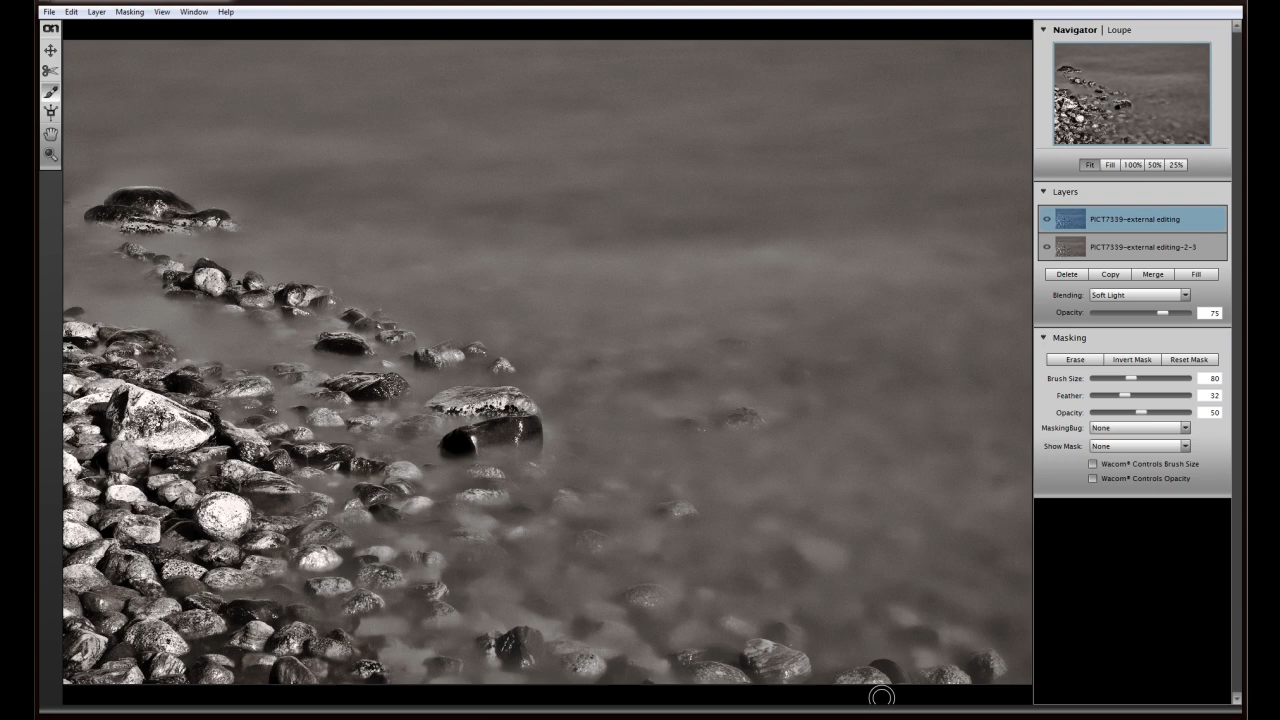 File Edit Layer Masking View Window Help
on
Navigator | Loupe
Fit Fill 100% 50% 25%
Layers
PICT7339-external editing
PICT7339-external editing-2-3
Delete Copy Merge Fill
Blending: Soft Light
Opacity: 75
Masking
Erase Invert Mask Reset Mask
Brush Size: 80
Feather: 32
Opacity: 50
MaskingBug: None
Show Mask: None
Wacom® Controls Brush Size
Wacom® Controls Opacity